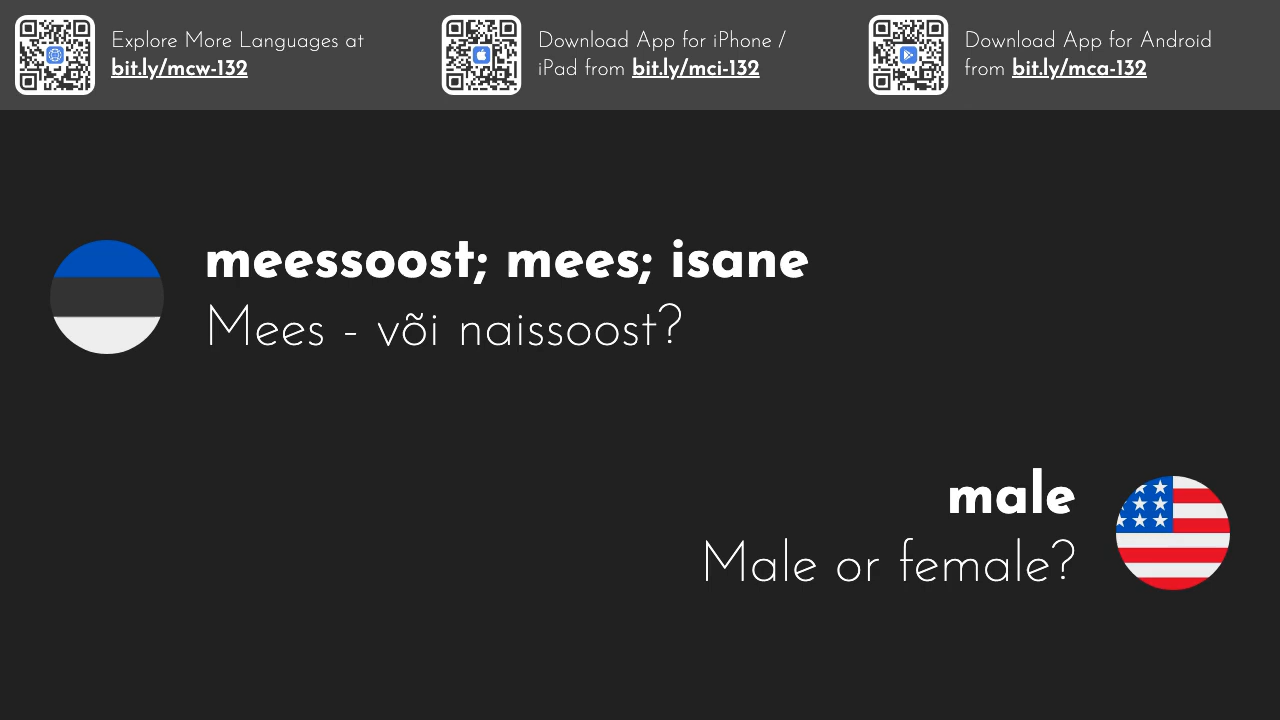 Explore More Languages at
bit.ly/mcw-132
Download App for iPhone /
iPad from bit.ly/mci-132
Download App for Android
from bit.ly/mca-132
meessoost; mees; isane
Mees - või naissoost?
male
Male or female?